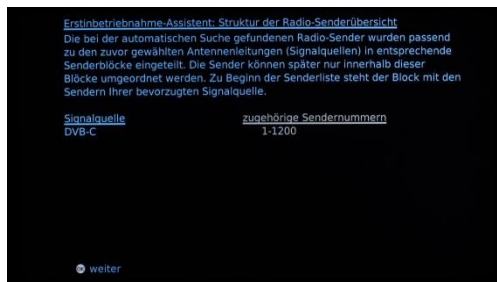 Erstinbetriebnahme-Assistent: Struktur der Radio-Senderübersicht
Die bei der automatischen Suche gefundenen Radio-Sender wurden passend
zu den zuvor gewählten Antennenleitungen (Signalquellen) in entsprechende
Senderblöcke eingeteilt. Die Sender können später nur innerhalb dieser
Blöcke umgeordnet werden. Zu Beginn der Senderliste steht der Block mit den
Sendern Ihrer bevorzugten Signalquelle.
Signalquelle zugehörige Sendernummern
DVB-C 1-1200
OK weiter